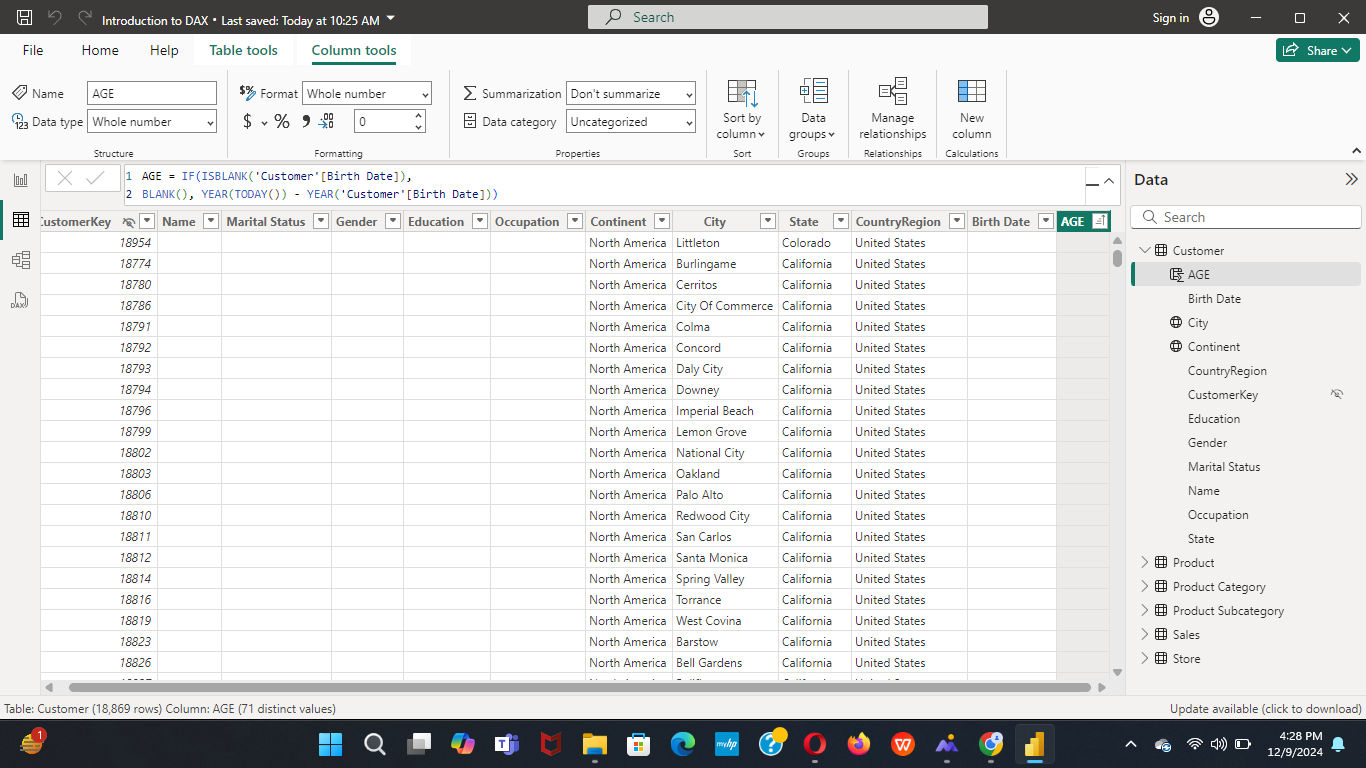 Introduction to DAX • Last saved: Today at 10:25 AM
Search
Sign in
File Home Help Table tools Column tools
Share
Name AGE
$% Format Whole number
Summarization Don't summarize
Data type Whole number
$ % 0
Data category Uncategorized
Sort by column
Data groups
Manage relationships
New column
Structure Formatting Properties Sort Groups Relationships Calculations
1 AGE = IF(ISBLANK('Customer'[Birth Date]),
2 BLANK(), YEAR(TODAY()) - YEAR('Customer'[Birth Date]))
CustomerKey Name Marital Status Gender Education Occupation Continent City State CountryRegion Birth Date AGE
18954 North America Littleton Colorado United States
18774 North America Burlingame California United States
18780 North America Cerritos California United States
18786 North America City Of Commerce California United States
18791 North America Colma California United States
18792 North America Concord California United States
18793 North America Daly City California United States
18794 North America Downey California United States
18796 North America Imperial Beach California United States
18799 North America Lemon Grove California United States
18802 North America National City California United States
18803 North America Oakland California United States
18806 North America Palo Alto California United States
18810 North America Redwood City California United States
18811 North America San Carlos California United States
18812 North America Santa Monica California United States
18814 North America Spring Valley California United States
18816 North America Torrance California United States
18819 North America West Covina California United States
18823 North America Barstow California United States
18826 North America Bell Gardens California United States
Data
Search
Customer
AGE
Birth Date
City
Continent
CountryRegion
CustomerKey
Education
Gender
Marital Status
Name
Occupation
State
Product
Product Category
Product Subcategory
Sales
Store
Table: Customer (18,869 rows) Column: AGE (71 distinct values)
Update available (click to download)
1
myhp
4:28 PM
12/9/2024